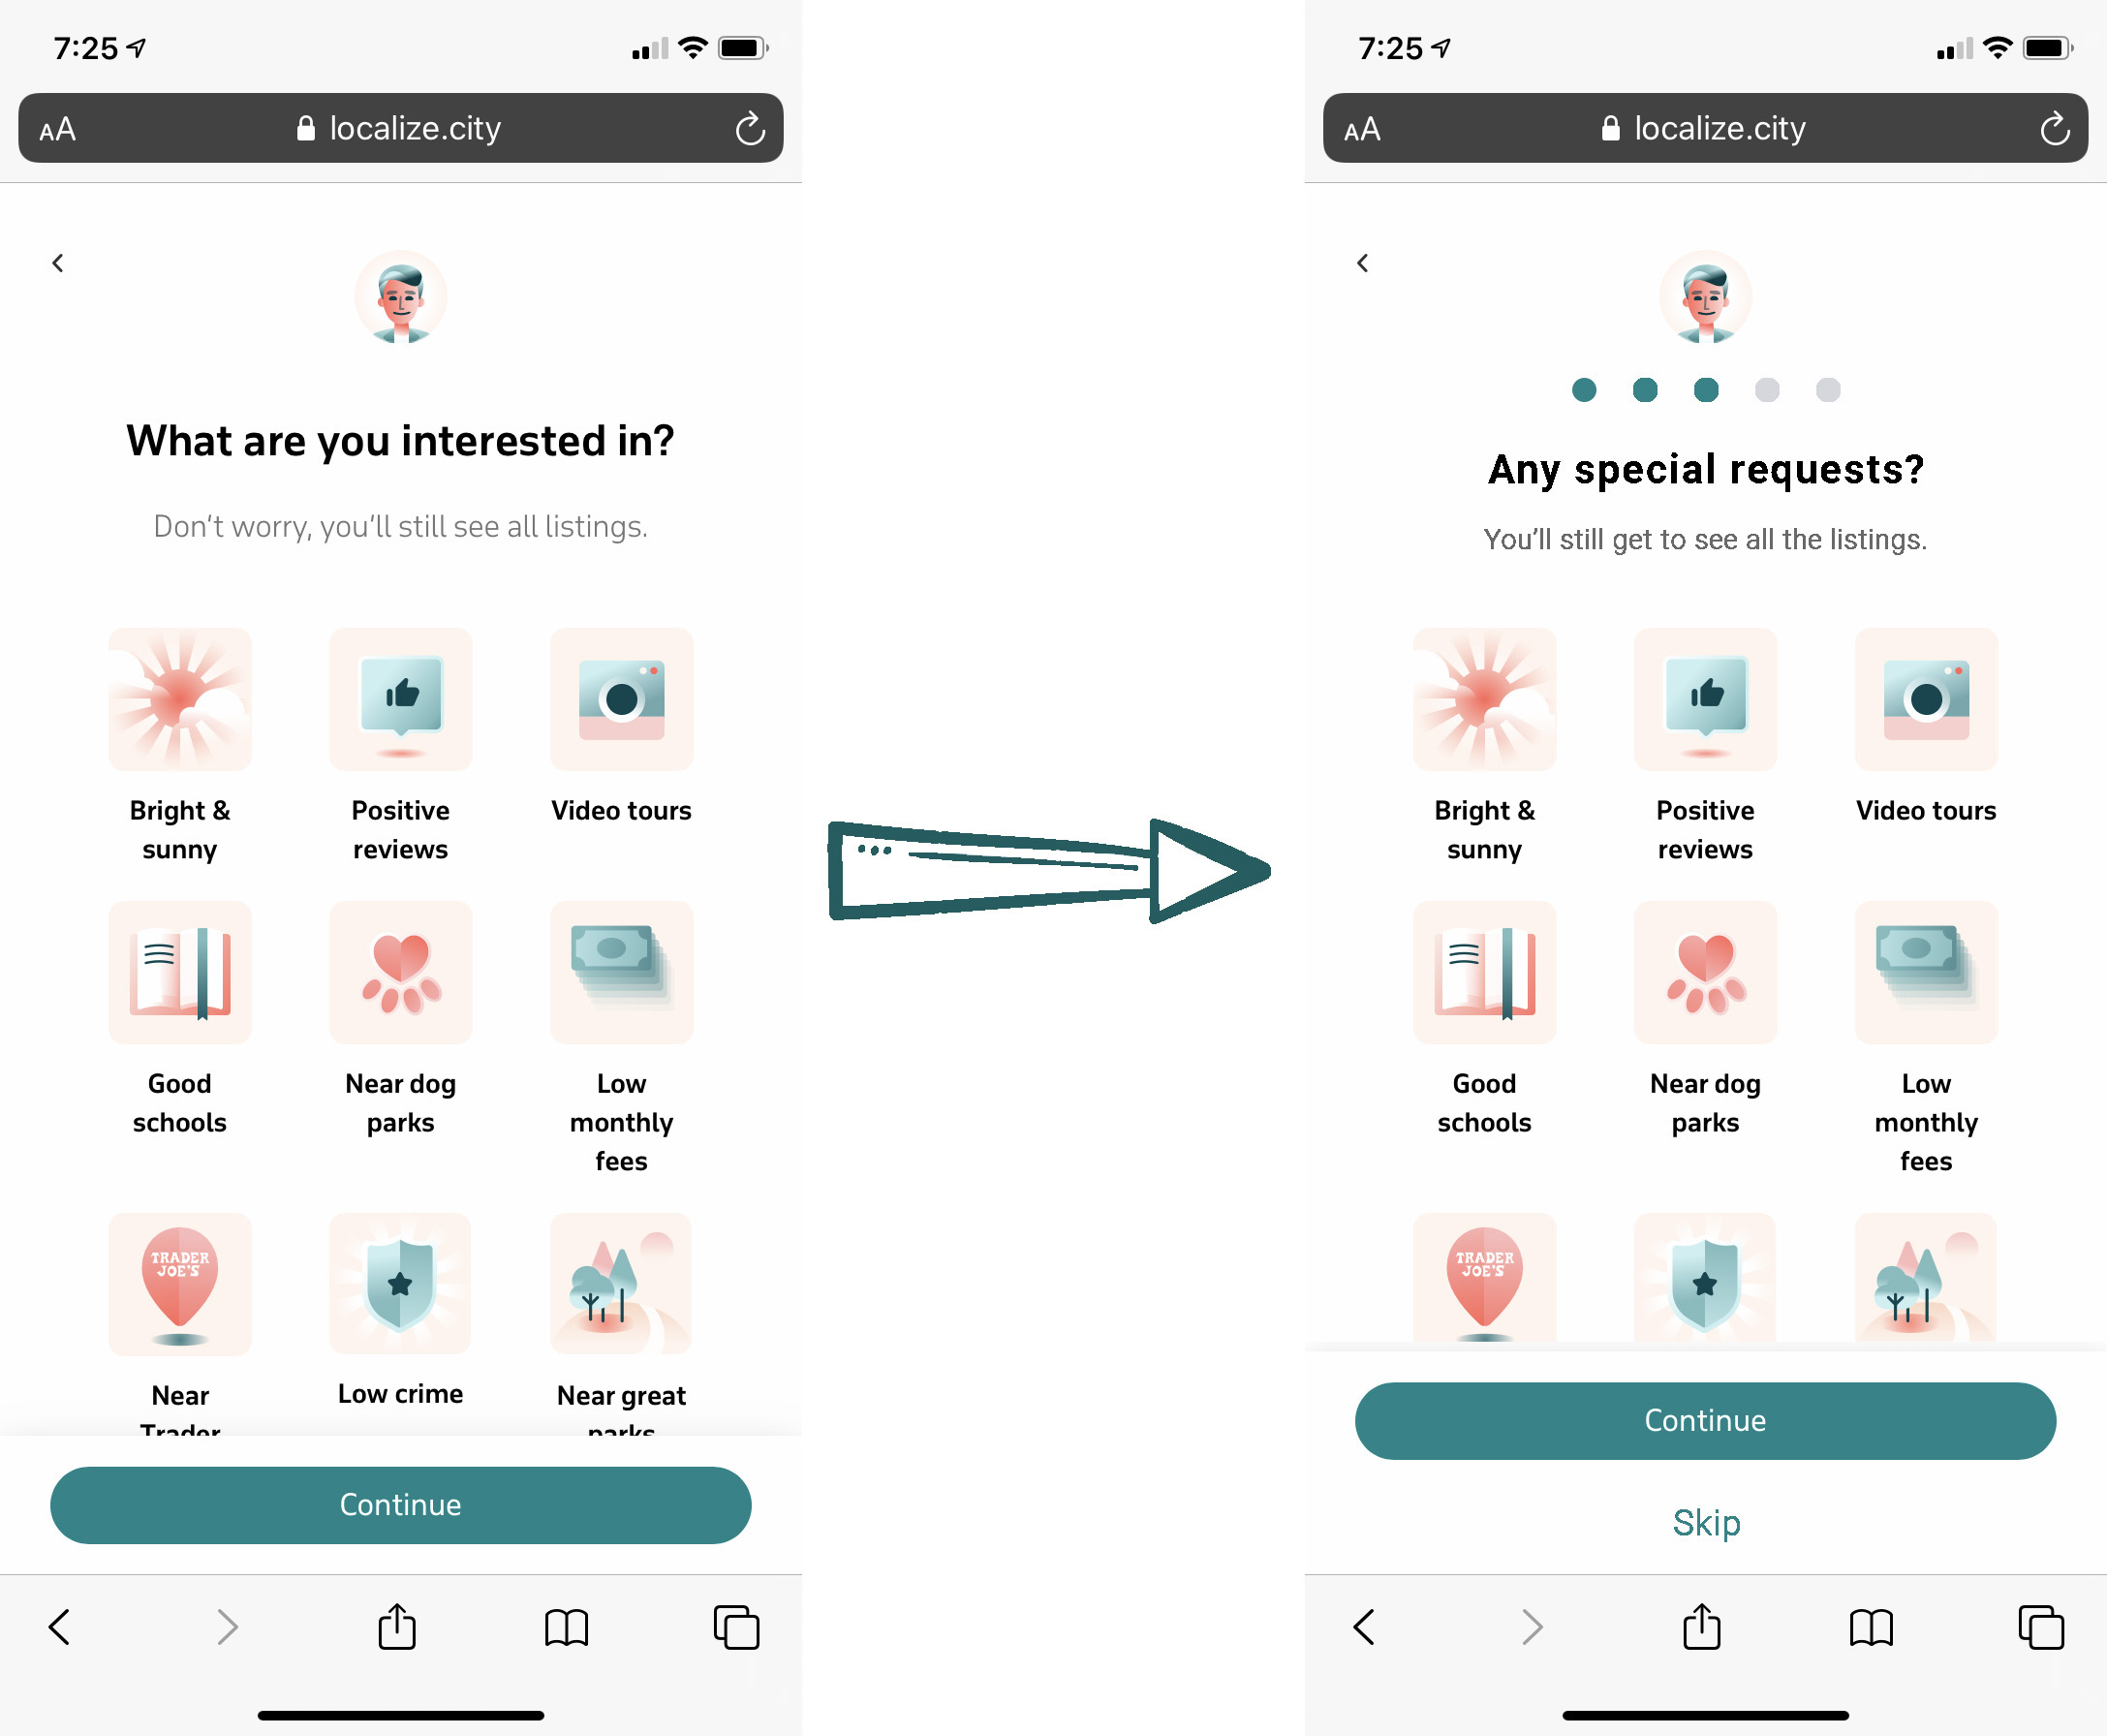 7:25
AA localize.city
What are you interested in?
Don't worry, you'll still see all listings.
Bright &
sunny
Positive
reviews
Video tours
Good
schools
Near dog
parks
Low
monthly
fees
TRADER
JOE'S
Near
Trader
Low crime
Near great
parks
Continue
7:25
AA localize.city
Any special requests?
You'll still get to see all the listings.
Bright &
sunny
Positive
reviews
Video tours
Good
schools
Near dog
parks
Low
monthly
fees
TRADER
JOE'S
Continue
Skip